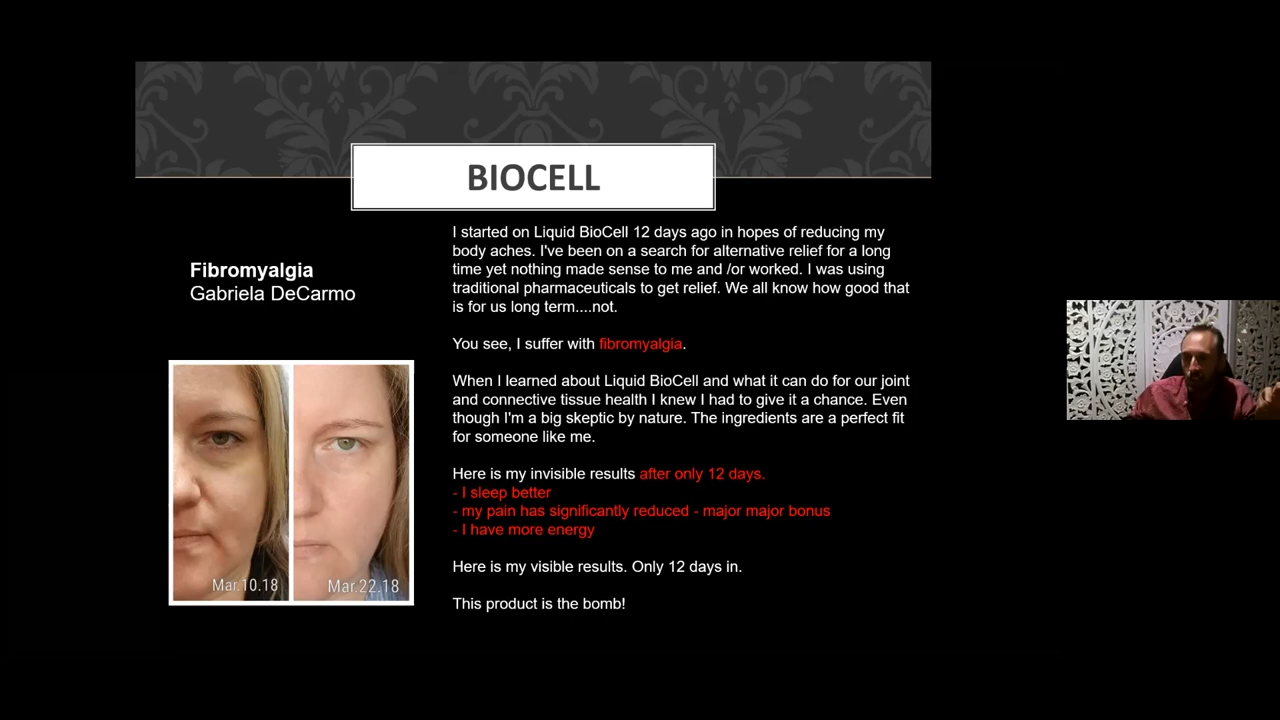 BIOCELL
Fibromyalgia
Gabriela DeCarmo
I started on Liquid BioCell 12 days ago in hopes of reducing my
body aches. I've been on a search for alternative relief for a long
time yet nothing made sense to me and /or worked. I was using
traditional pharmaceuticals to get relief. We all know how good that
is for us long term....not.
You see, I suffer with fibromyalgia.
When I learned about Liquid BioCell and what it can do for our joint
and connective tissue health I knew I had to give it a chance. Even
though I'm a big skeptic by nature. The ingredients are a perfect fit
for someone like me.
Here is my invisible results after only 12 days.
- I sleep better
- my pain has significantly reduced - major major bonus
- I have more energy
Here is my visible results. Only 12 days in.
This product is the bomb!
Mar.10.18
Mar.22.18